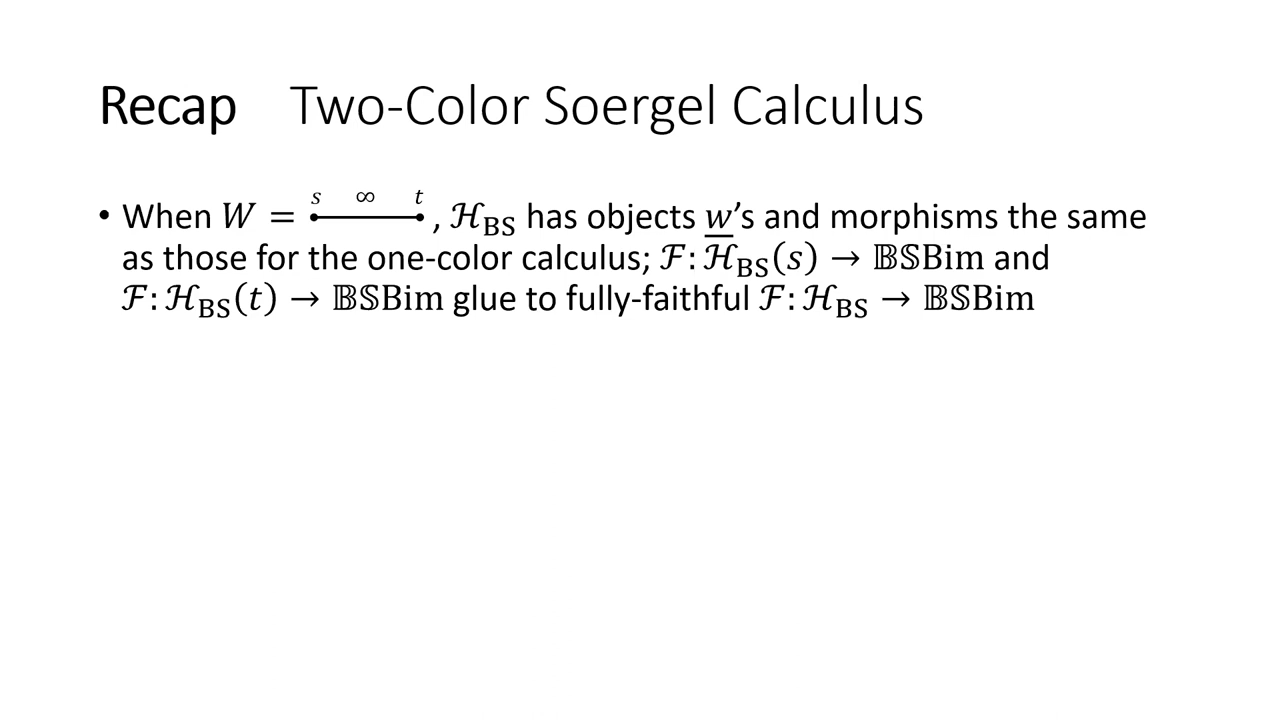 Recap Two-Color Soergel Calculus
s ∞ t
• When 𝑊 = , ℋ_BS has objects w̲’s and morphisms the same
as those for the one-color calculus; ℱ: ℋ_BS(s) → 𝔹𝕊Bim and
ℱ: ℋ_BS(t) → 𝔹𝕊Bim glue to fully-faithful ℱ: ℋ_BS → 𝔹𝕊Bim